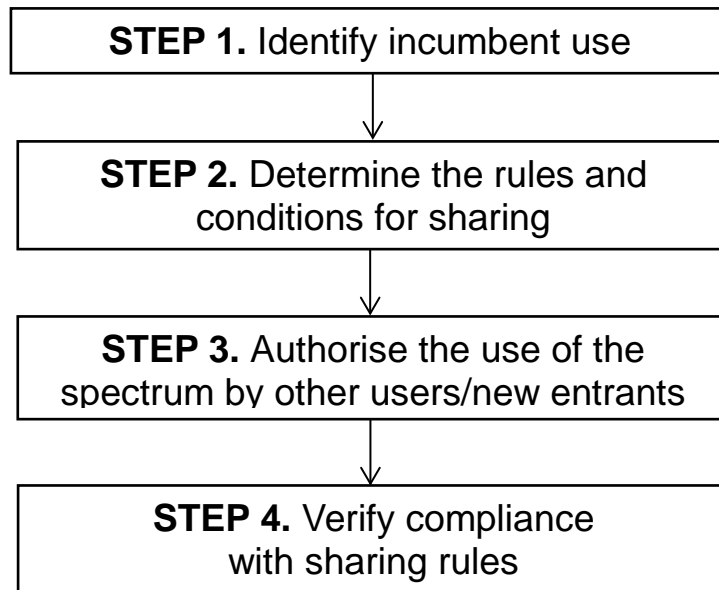 STEP 1. Identify incumbent use
STEP 2. Determine the rules and
conditions for sharing
STEP 3. Authorise the use of the
spectrum by other users/new entrants
STEP 4. Verify compliance
with sharing rules